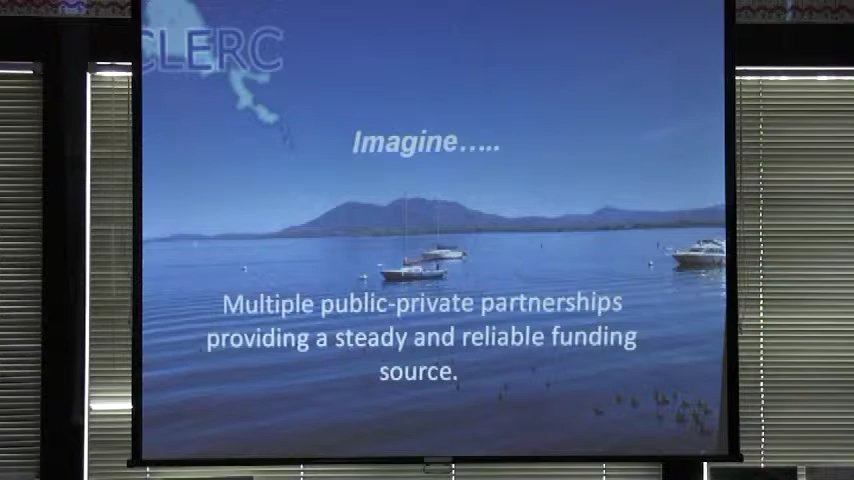 CLERC
Imagine…..
Multiple public-private partnerships
providing a steady and reliable funding
source.